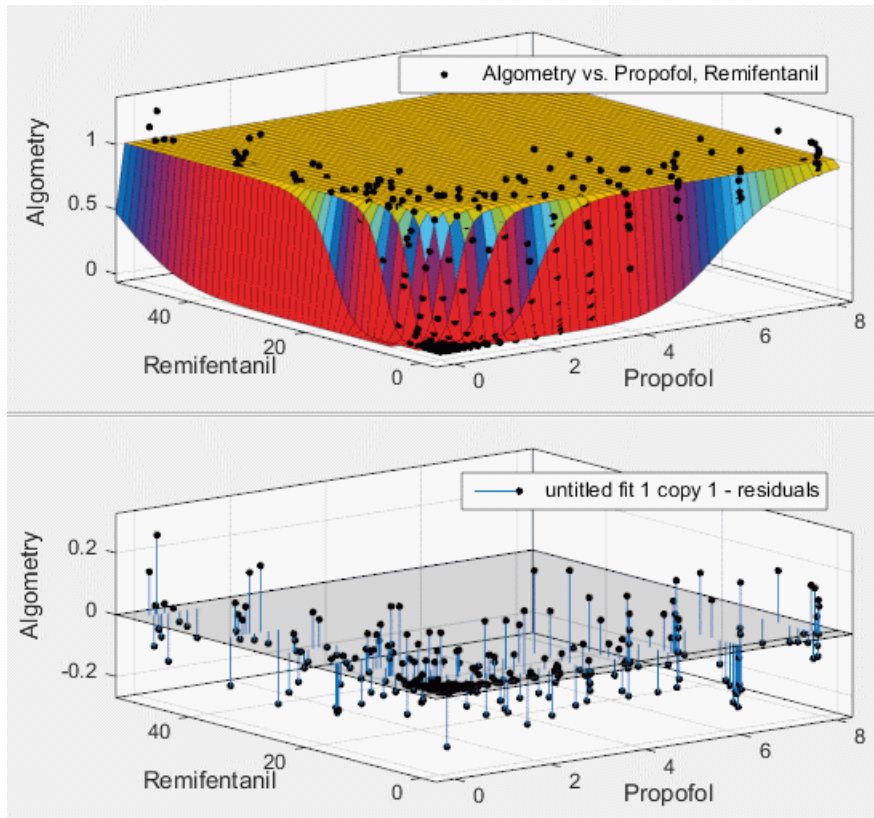 Algometry vs. Propofol, Remifentanil
Algometry
1
0.5
0
40
20
0
Remifentanil
0
2
4
6
8
Propofol
untitled fit 1 copy 1 - residuals
Algometry
0.2
0
-0.2
40
20
0
Remifentanil
0
2
4
6
8
Propofol